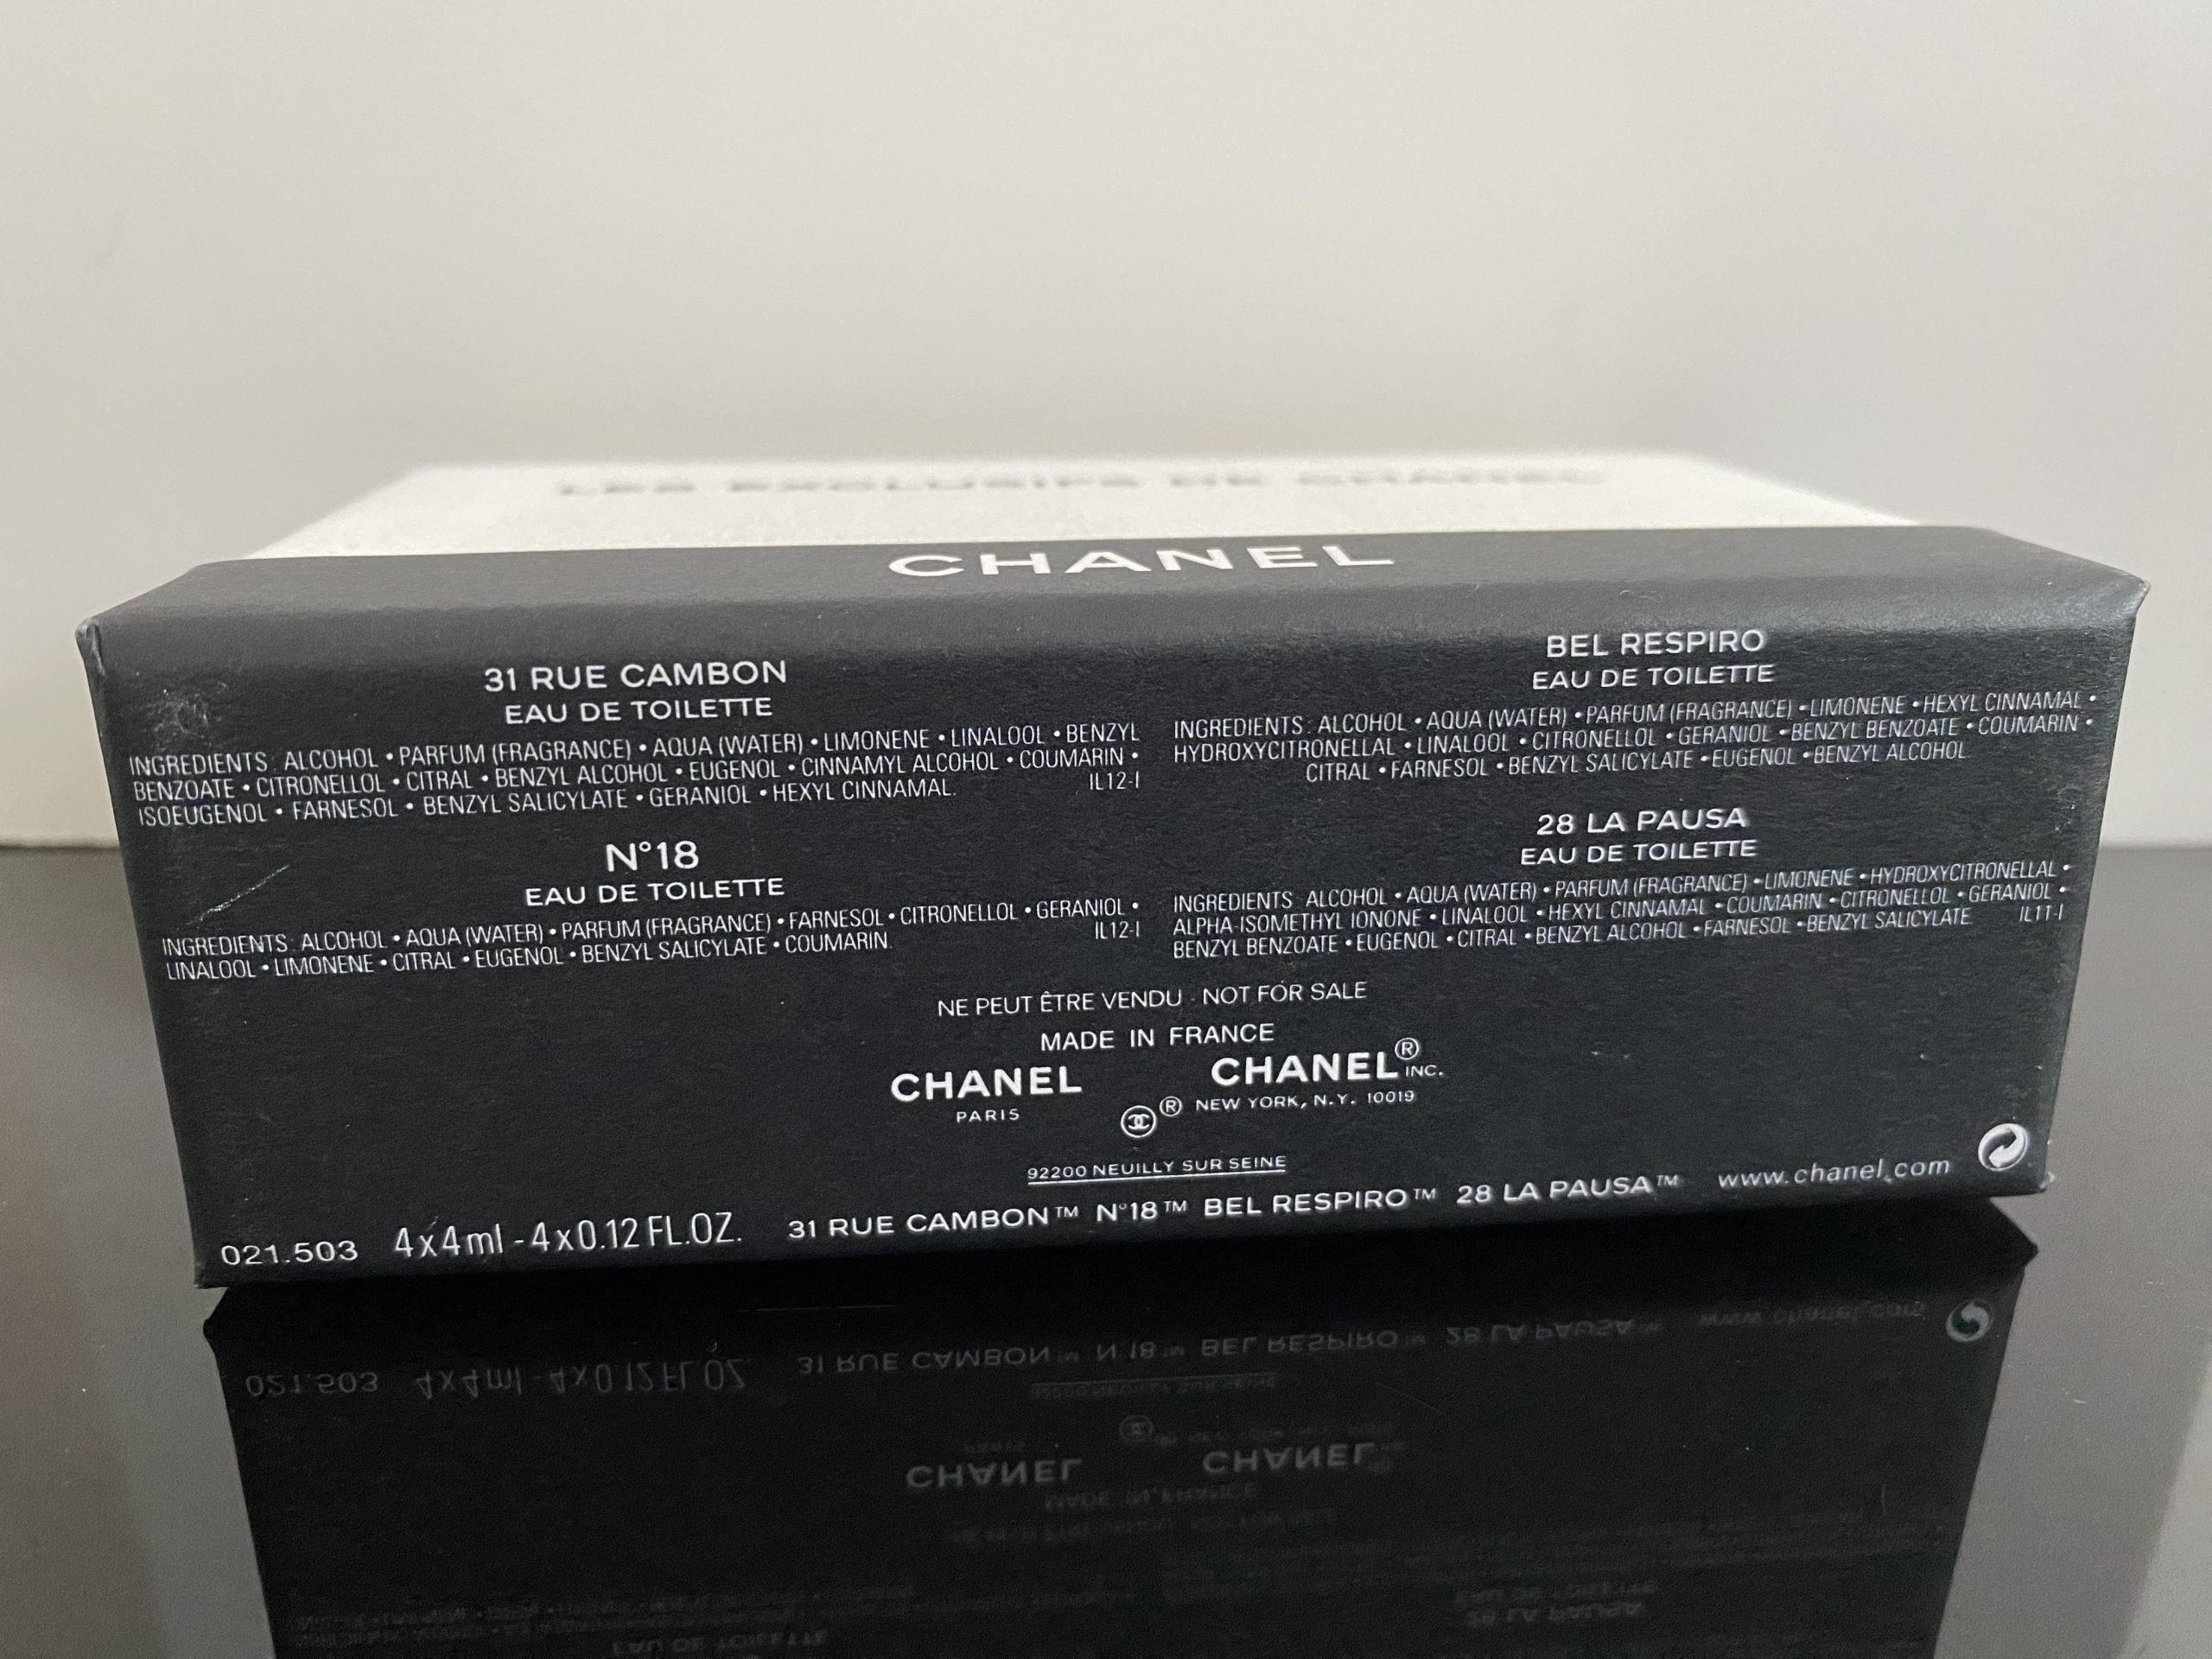 LES EXCLUSIFS DE CHANEL
CHANEL
31 RUE CAMBON
EAU DE TOILETTE
INGREDIENTS: ALCOHOL • PARFUM (FRAGRANCE) • AQUA (WATER) • LIMONENE • LINALOOL • BENZYL
BENZOATE • CITRONELLOL • CITRAL • BENZYL ALCOHOL • EUGENOL • CINNAMYL ALCOHOL • COUMARIN •
ISOEUGENOL • FARNESOL • BENZYL SALICYLATE • GERANIOL • HEXYL CINNAMAL. IL12-I
N°18
EAU DE TOILETTE
INGREDIENTS: ALCOHOL • AQUA (WATER) • PARFUM (FRAGRANCE) • FARNESOL • CITRONELLOL • GERANIOL •
LINALOOL • LIMONENE • CITRAL • EUGENOL • BENZYL SALICYLATE • COUMARIN. IL12-I
BEL RESPIRO
EAU DE TOILETTE
INGREDIENTS: ALCOHOL • AQUA (WATER) • PARFUM (FRAGRANCE) • LIMONENE • HEXYL CINNAMAL •
HYDROXYCITRONELLAL • LINALOOL • CITRONELLOL • GERANIOL • BENZYL BENZOATE • COUMARIN •
CITRAL • FARNESOL • BENZYL SALICYLATE • EUGENOL • BENZYL ALCOHOL
28 LA PAUSA
EAU DE TOILETTE
INGREDIENTS: ALCOHOL • AQUA (WATER) • PARFUM (FRAGRANCE) • LIMONENE • HYDROXYCITRONELLAL •
ALPHA-ISOMETHYL IONONE • LINALOOL • HEXYL CINNAMAL • COUMARIN • CITRONELLOL • GERANIOL •
BENZYL BENZOATE • EUGENOL • CITRAL • BENZYL ALCOHOL • FARNESOL • BENZYL SALICYLATE. IL11-I
NE PEUT ÊTRE VENDU - NOT FOR SALE
MADE IN FRANCE
CHANEL CHANEL® INC.
PARIS ® NEW YORK, N.Y. 10019
92200 NEUILLY SUR SEINE
021.503 4x4ml - 4x0.12 FL.OZ. 31 RUE CAMBON™ N°18™ BEL RESPIRO™ 28 LA PAUSA™ www.chanel.com